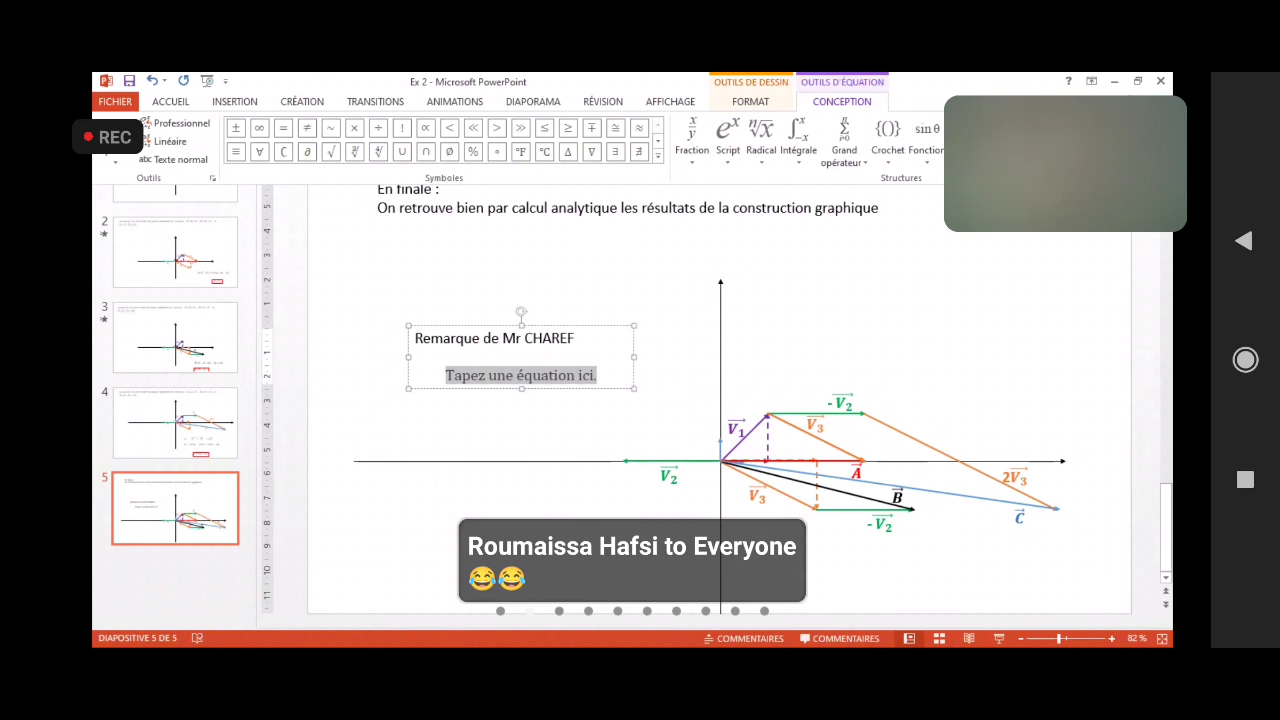 Ex 2 - Microsoft PowerPoint
OUTILS DE DESSIN
OUTILS D'ÉQUATION
FICHIER
ACCUEIL
INSERTION
CRÉATION
TRANSITIONS
ANIMATIONS
DIAPORAMA
RÉVISION
AFFICHAGE
FORMAT
CONCEPTION
REC
Professionnel
Linéaire
abc Texte normal
Outils
± ∞ = ≠ ~ × ÷ ! ∝ < ≪ > ≫ ≤ ≥ ∓ ≅ ≈
≡ ∀ ∁ ∂ √ ∛ ∜ ∪ ∩ ∅ % ° °F °C ∆ ∇ ∃ ∄
Symboles
Fraction
Script
Radical
Intégrale
Grand opérateur
Crochet
Fonction
Structures
En finale :
On retrouve bien par calcul analytique les résultats de la construction graphique
Remarque de Mr CHAREF
Tapez une équation ici.
V1
-V2
V3
V2
A
V3
B
2V3
C
-V2
Roumaissa Hafsi to Everyone
😂😂
2
3
4
5
DIAPOSITIVE 5 DE 5
COMMENTAIRES
COMMENTAIRES
82 %